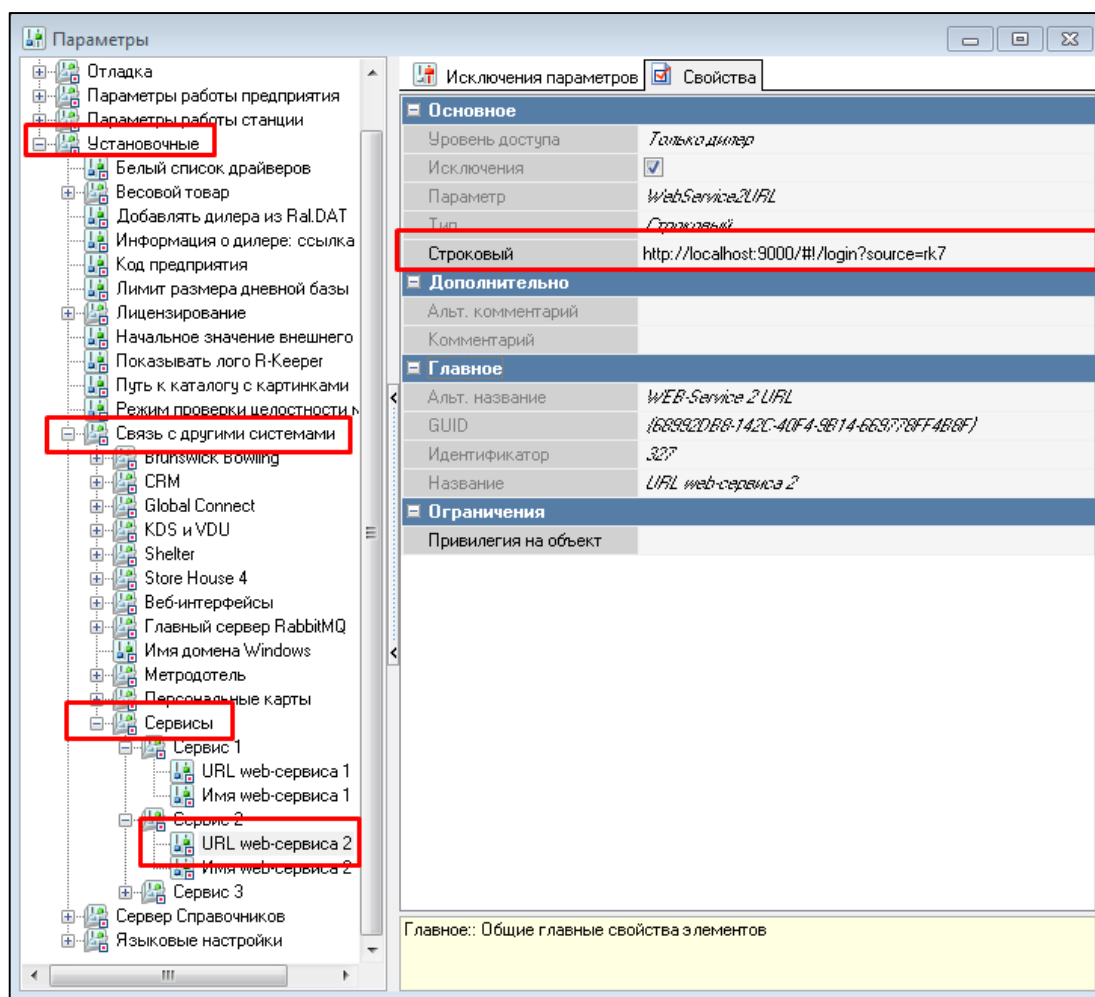 Параметры
Отладка
Параметры работы предприятия
Параметры работы станции
Установочные
Белый список драйверов
Весовой товар
Добавлять дилера из Ral.DAT
Информация о дилере: ссылка
Код предприятия
Лимит размера дневной базы
Лицензирование
Начальное значение внешнего
Показывать лого R-Keeper
Путь к каталогу с картинками
Режим проверки целостности
Связь с другими системами
Brunswick Bowling
CRM
Global Connect
KDS и VDU
Shelter
Store House 4
Веб-интерфейсы
Главный сервер RabbitMQ
Имя домена Windows
Метродотель
Персональные карты
Сервисы
Сервис 1
URL web-сервиса 1
Имя web-сервиса 1
Сервис 2
URL web-сервиса 2
Имя web-сервиса 2
Сервис 3
Сервер Справочников
Языковые настройки
Исключения параметров Свойства
Основное
Уровень доступа Только дилер
Исключения
Параметр WebService2URL
Тип Строковый
Строковый http://localhost:9000/#!/login?source=rk7
Дополнительно
Альт. комментарий
Комментарий
Главное
Альт. название WEB-Service 2 URL
GUID {68992DB8-142C-40F4-9B14-669778FF4B8F}
Идентификатор 327
Название URL web-сервиса 2
Ограничения
Привилегия на объект
Главное:: Общие главные свойства элементов